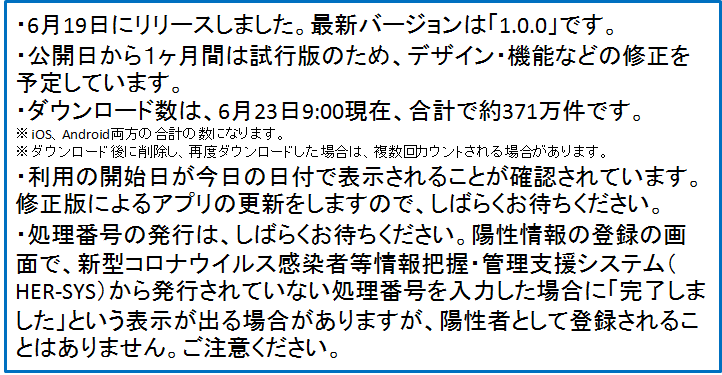 ・6月19日にリリースしました。最新バージョンは「1.0.0」です。
・公開日から1ヶ月間は試行版のため、デザイン・機能などの修正を
予定しています。
・ダウンロード数は、6月23日9:00現在、合計で約371万件です。
※iOS、Android両方の合計の数になります。
※ダウンロード後に削除し、再度ダウンロードした場合は、複数回カウントされる場合があります。
・利用の開始日が今日の日付で表示されることが確認されています。
修正版によるアプリの更新をしますので、しばらくお待ちください。
・処理番号の発行は、しばらくお待ちください。陽性情報の登録の画
面で、新型コロナウイルス感染者等情報把握・管理支援システム（
HER-SYS）から発行されていない処理番号を入力した場合に「完了しま
した」という表示が出る場合がありますが、陽性者として登録されるこ
とはありません。ご注意ください。